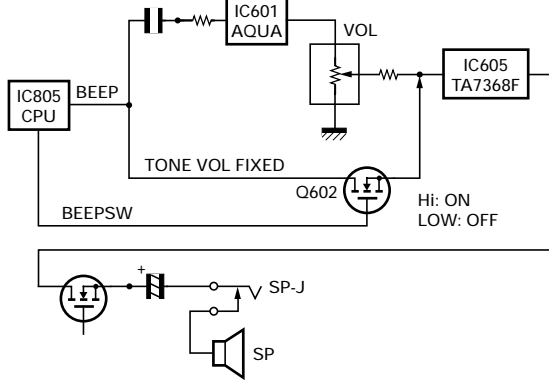 IC601
AQUA
VOL
IC605
TA7368F
IC805
CPU
BEEP
TONE VOL FIXED
Q602
Hi: ON
LOW: OFF
BEEPSW
+
SP-J
SP